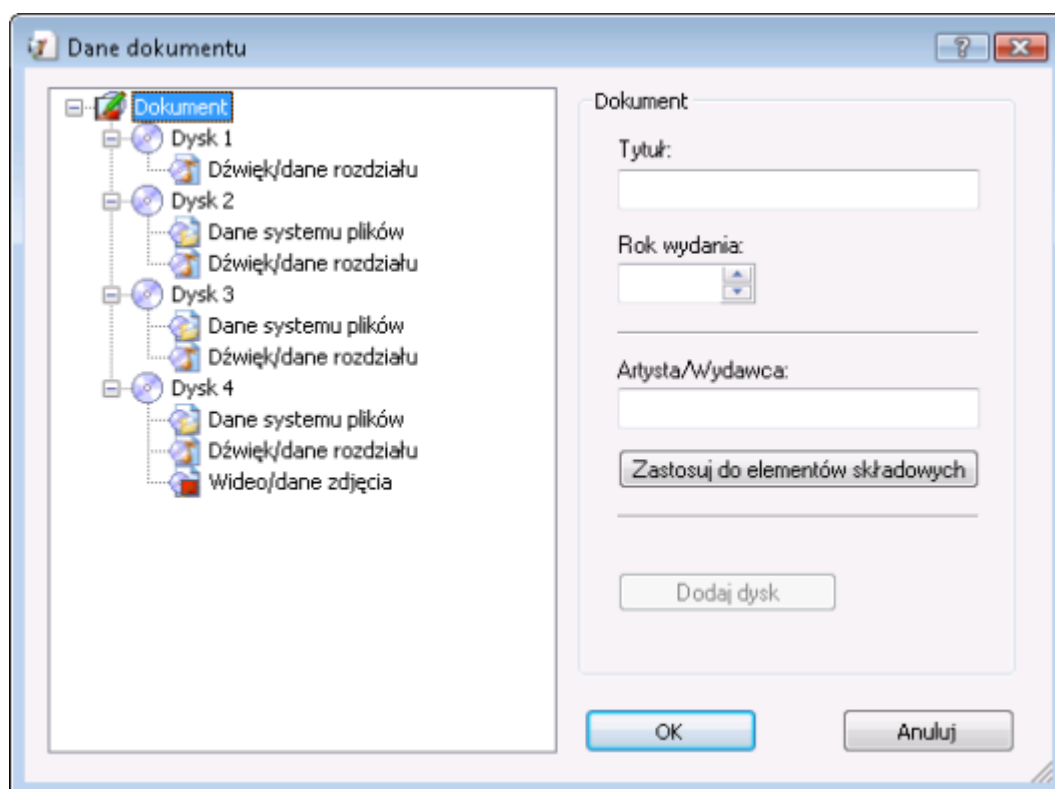 Dane dokumentu
Dokument
Dysk 1
Dźwięk/dane rozdziału
Dysk 2
Dane systemu plików
Dźwięk/dane rozdziału
Dysk 3
Dane systemu plików
Dźwięk/dane rozdziału
Dysk 4
Dane systemu plików
Dźwięk/dane rozdziału
Wideo/dane zdjęcia
Dokument
Tytuł:
Rok wydania:
Artysta/Wydawca:
Zastosuj do elementów składowych
Dodaj dysk
OK
Anuluj